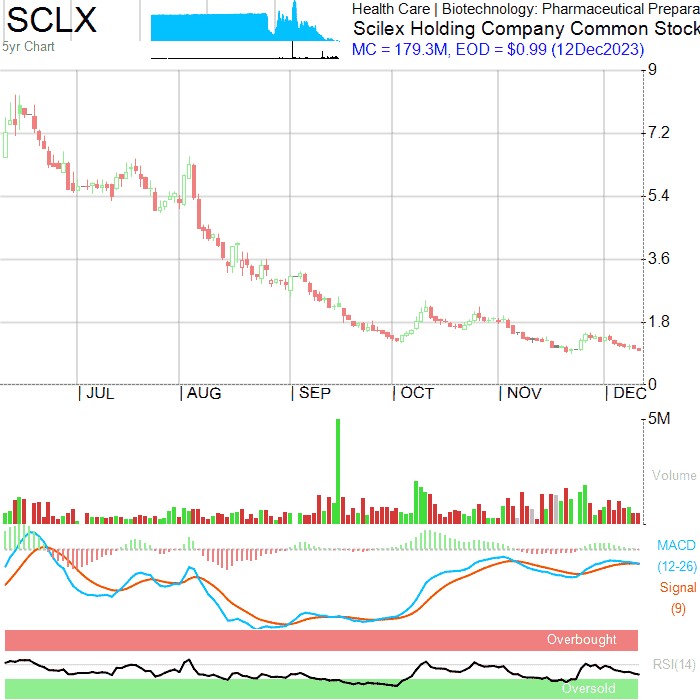 SCLX
5yr Chart
Health Care | Biotechnology: Pharmaceutical Prepara
Scilex Holding Company Common Stock
MC = 179.3M, EOD = $0.99 (12Dec2023)
9
7.2
5.4
3.6
1.8
0
JUL AUG SEP OCT NOV DEC
5M
Volume
MACD
(12-26)
Signal
(9)
Overbought
RSI(14)
Oversold